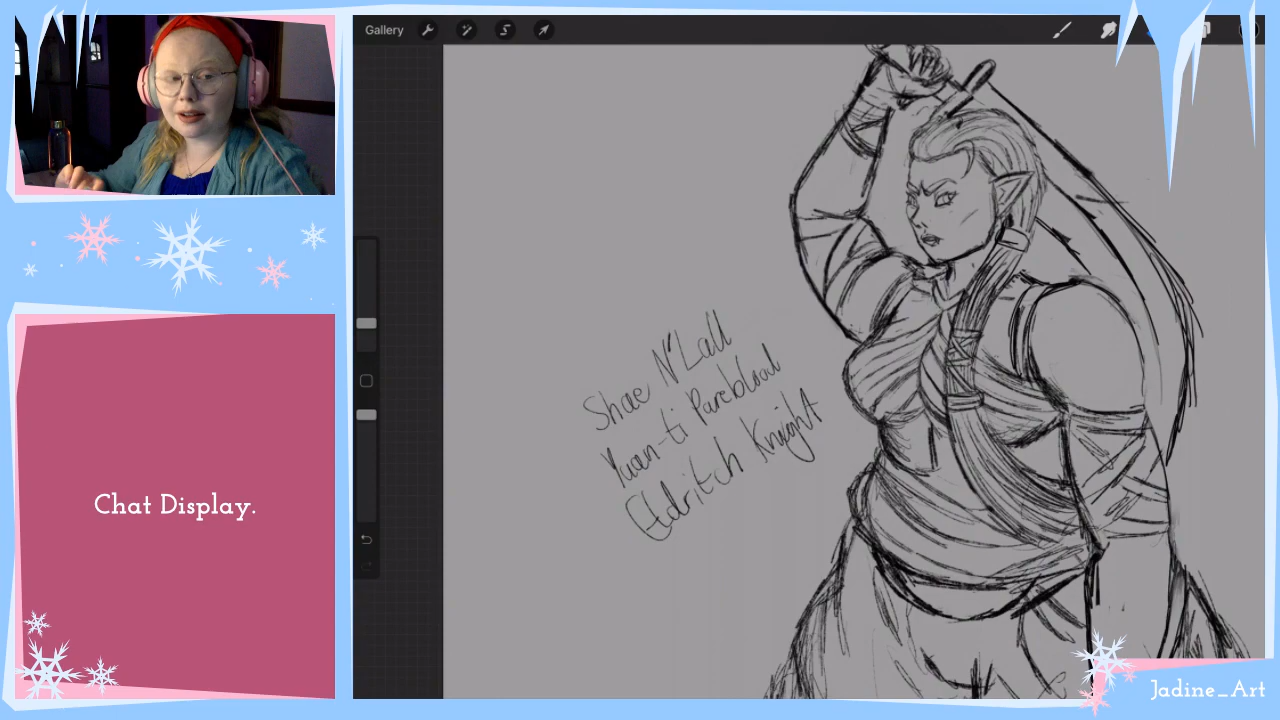 Gallery
Shae N'Lall
Yuan-ti Pureblood
Eldritch Knight
Chat Display.
Jadine_Art